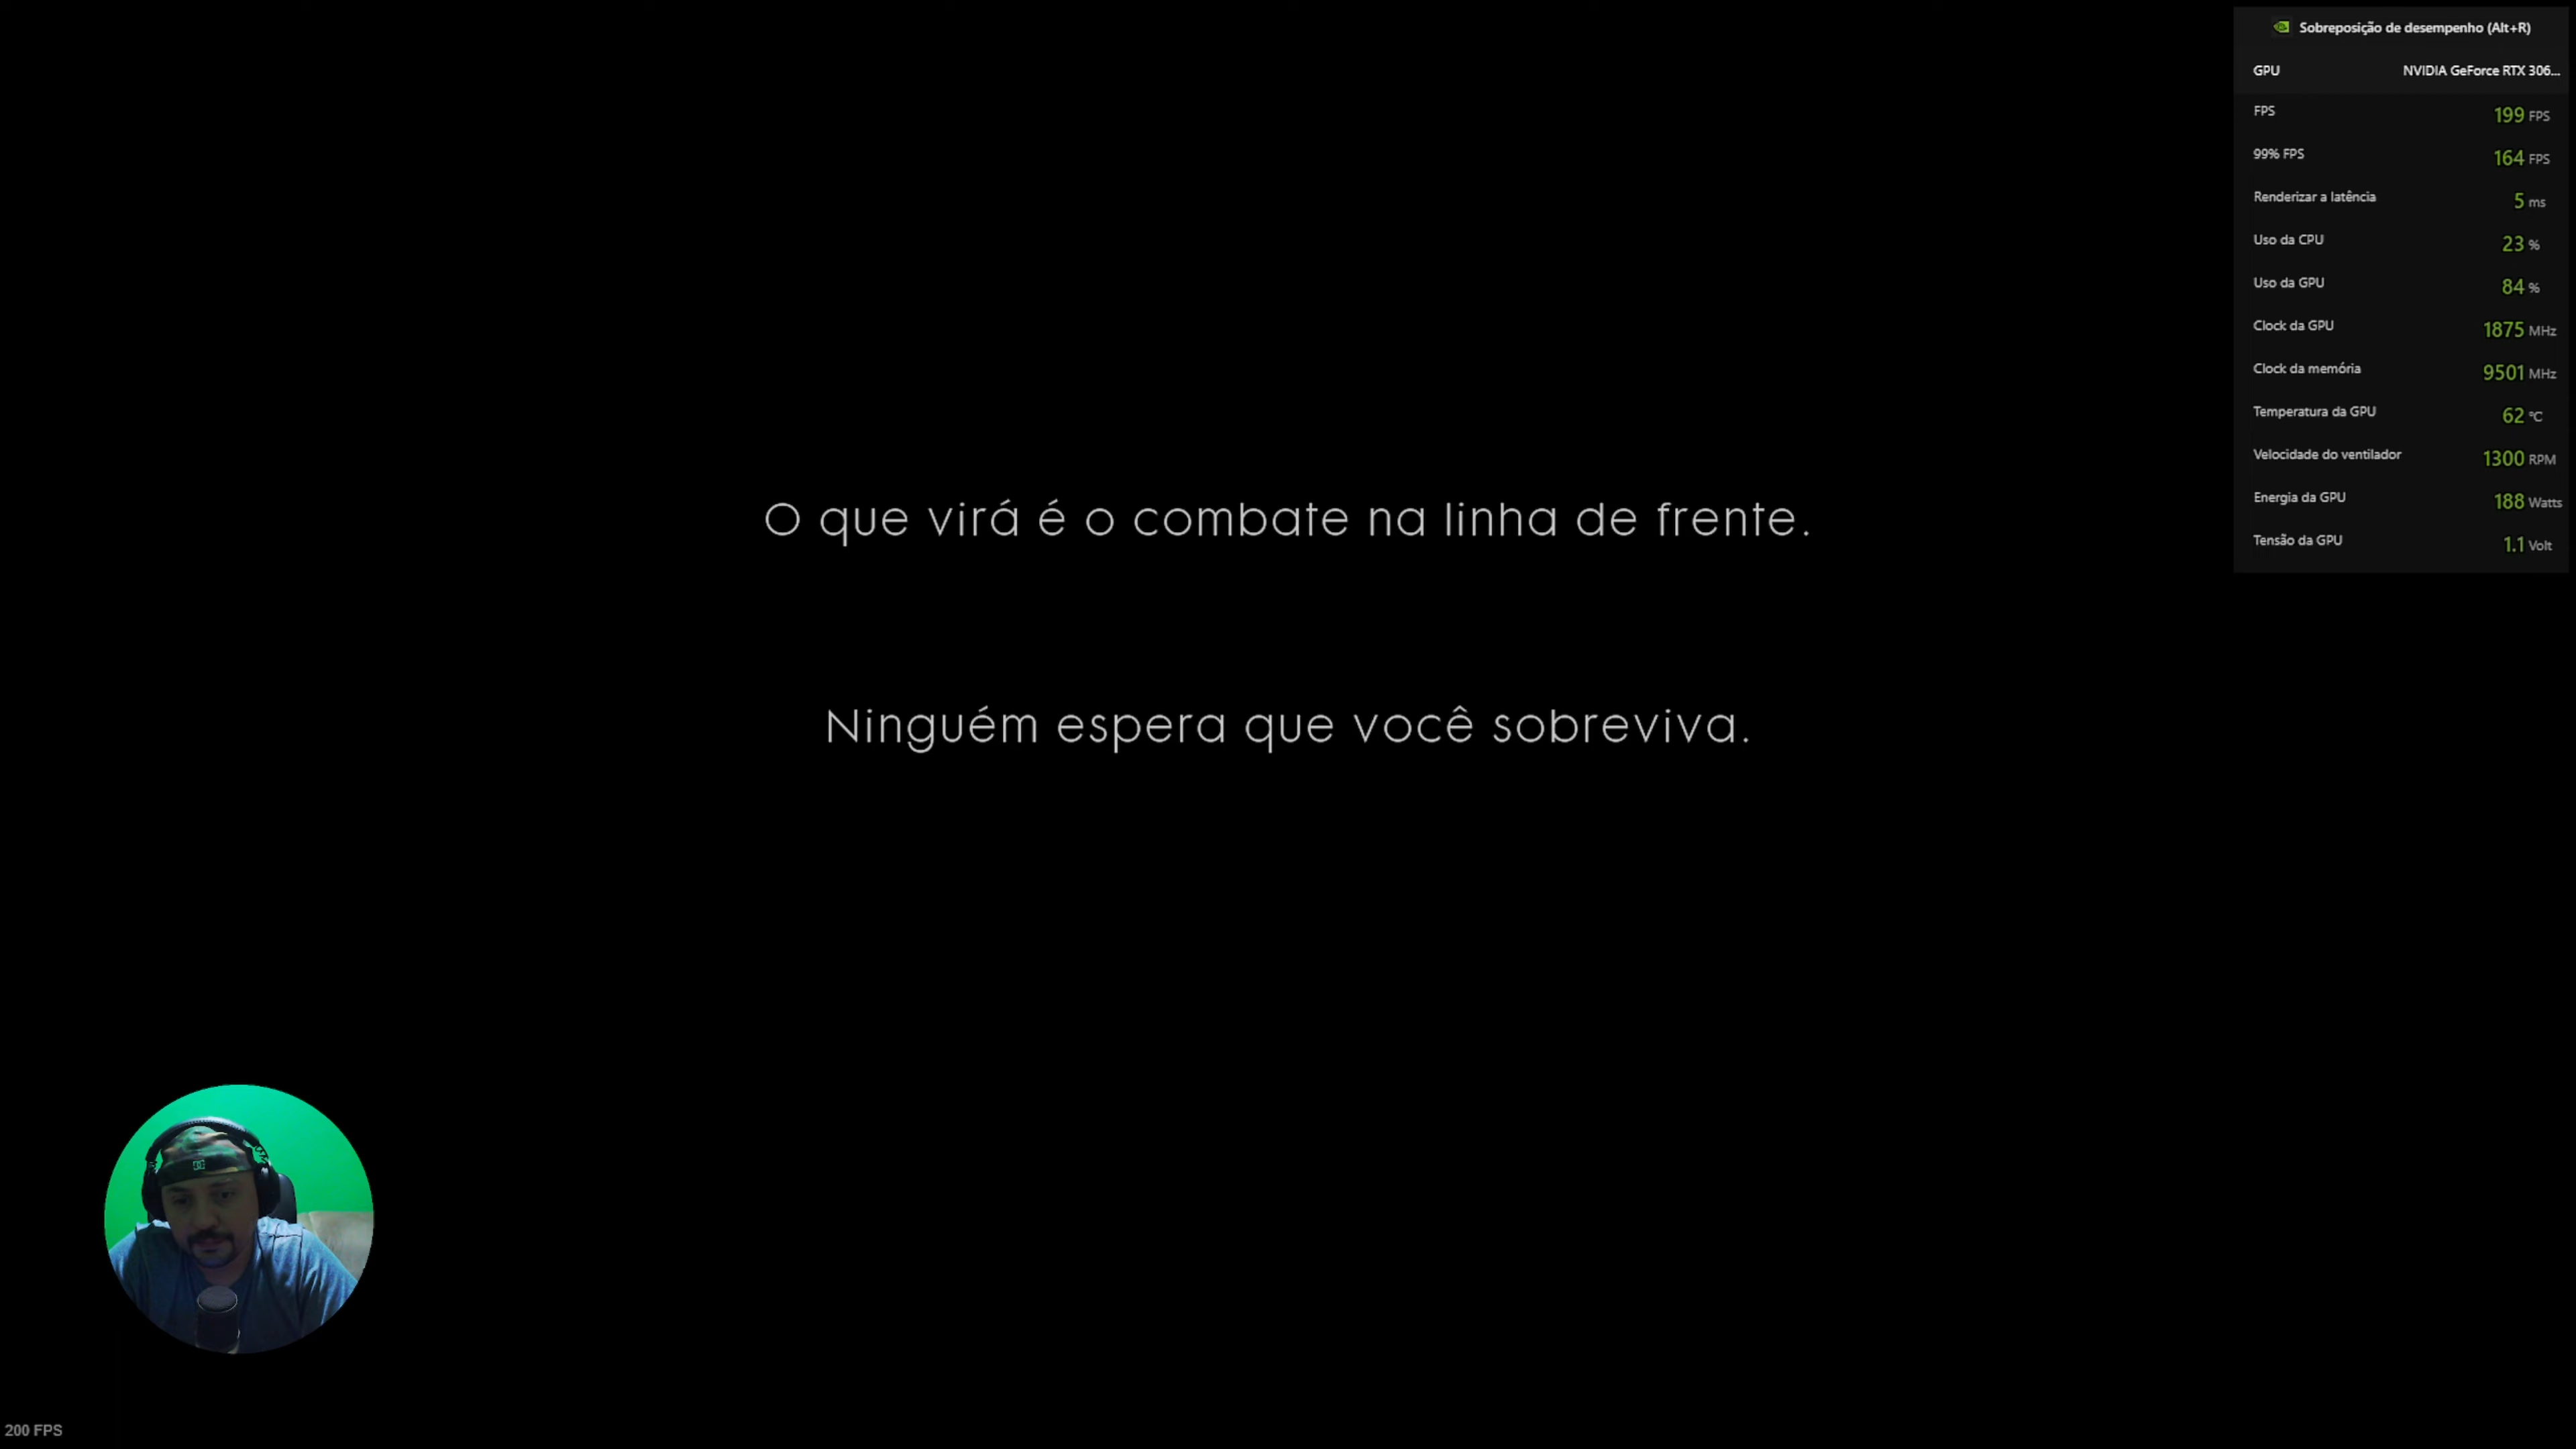 Sobreposição de desempenho (Alt+R)
GPU NVIDIA GeForce RTX 306...
FPS 199 FPS
99% FPS 164 FPS
Renderizar a latência 5 ms
Uso da CPU 23 %
Uso da GPU 84 %
Clock da GPU 1875 MHz
Clock da memória 9501 MHz
Temperatura da GPU 62 °C
Velocidade do ventilador 1300 RPM
Energia da GPU 188 Watts
Tensão da GPU 1.1 Volt
O que virá é o combate na linha de frente.
Ninguém espera que você sobreviva.
200 FPS